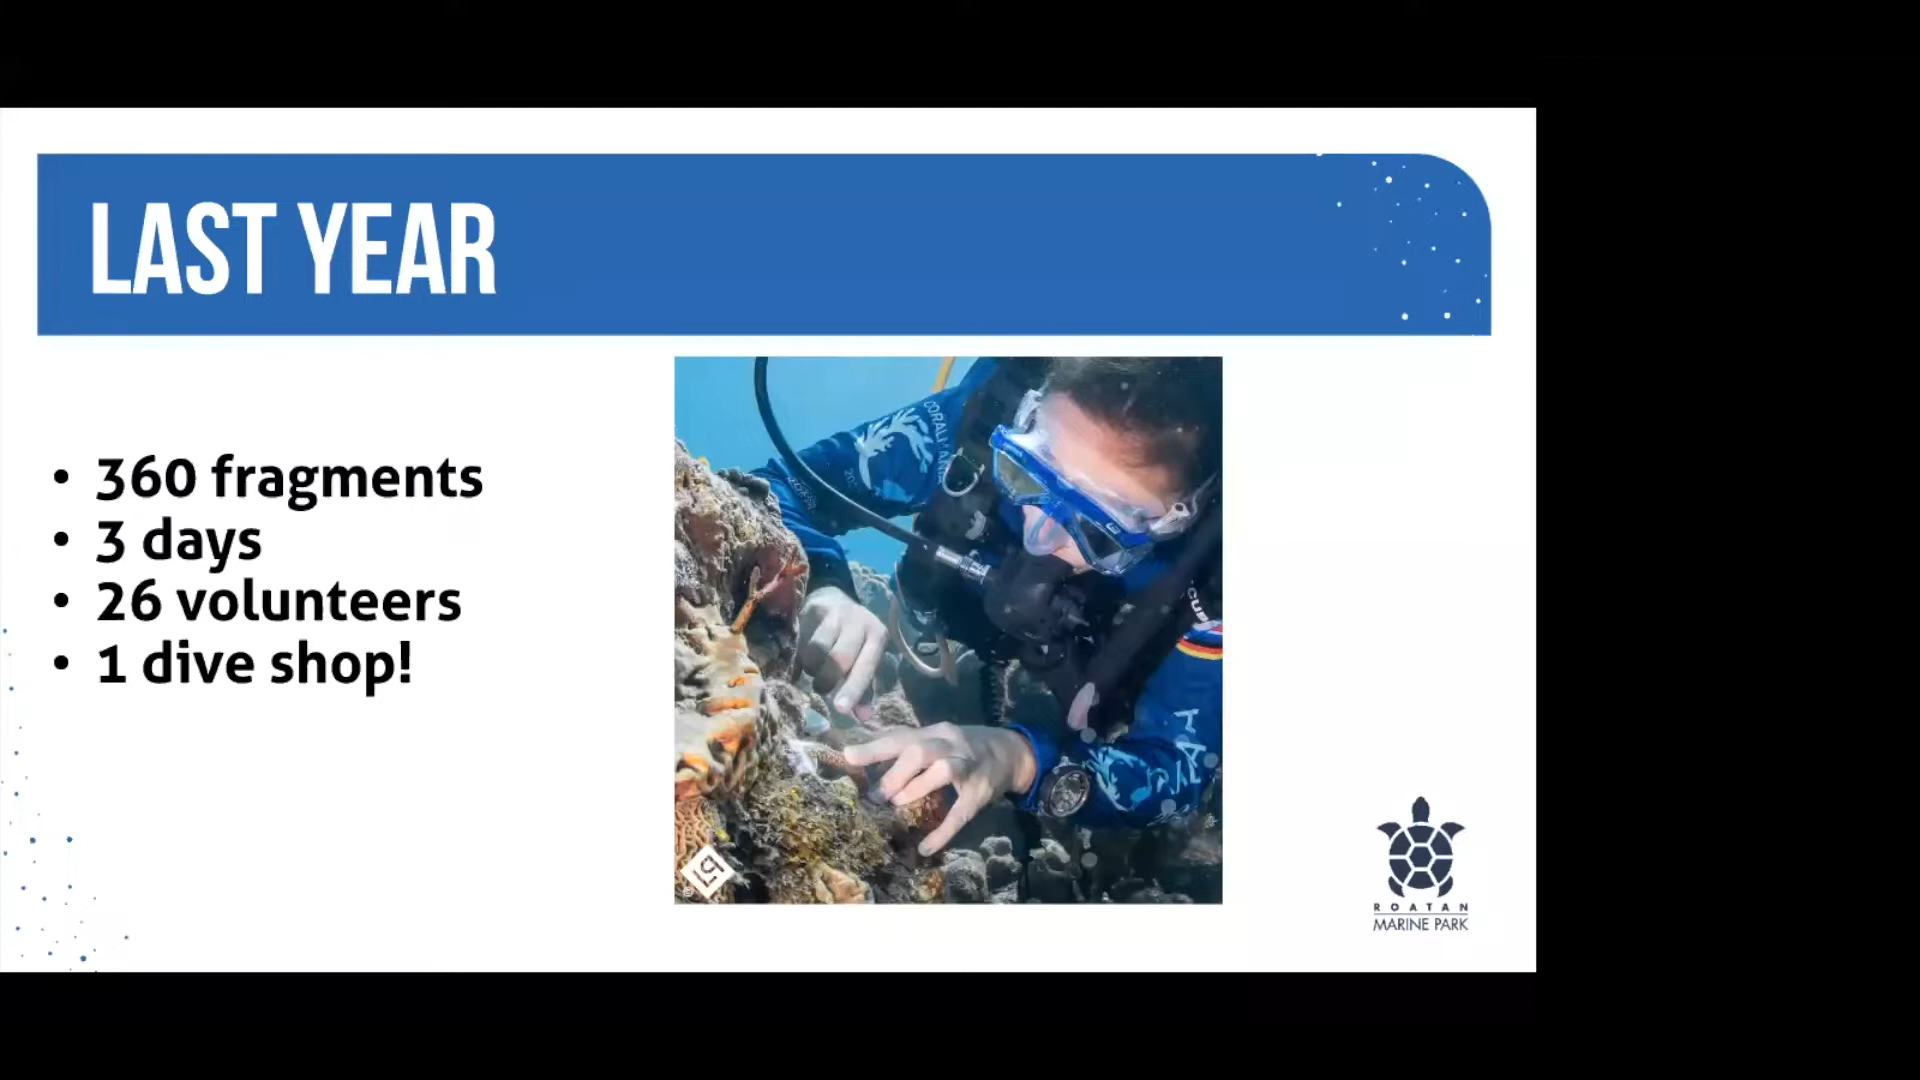 LAST YEAR
• 360 fragments
• 3 days
• 26 volunteers
• 1 dive shop!
ROATAN
MARINE PARK